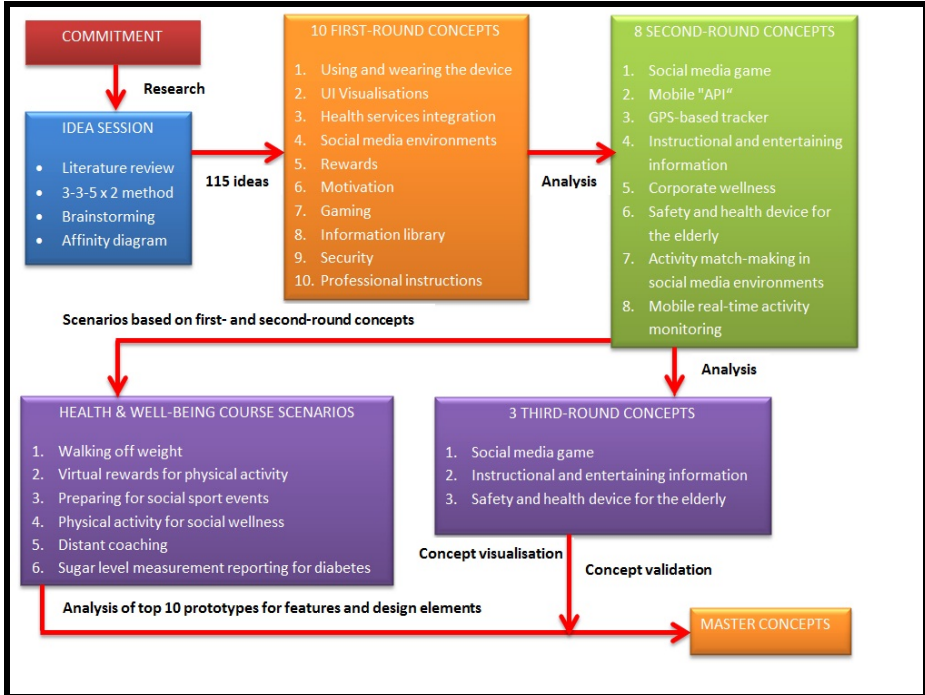 COMMITMENT
Research
IDEA SESSION
• Literature review
• 3-3-5 x 2 method
• Brainstorming
• Affinity diagram
115 ideas
10 FIRST-ROUND CONCEPTS
1. Using and wearing the device
2. UI Visualisations
3. Health services integration
4. Social media environments
5. Rewards
6. Motivation
7. Gaming
8. Information library
9. Security
10. Professional instructions
Analysis
8 SECOND-ROUND CONCEPTS
1. Social media game
2. Mobile "API“
3. GPS-based tracker
4. Instructional and entertaining
information
5. Corporate wellness
6. Safety and health device for
the elderly
7. Activity match-making in
social media environments
8. Mobile real-time activity
monitoring
Scenarios based on first- and second-round concepts
Analysis
HEALTH & WELL-BEING COURSE SCENARIOS
1. Walking off weight
2. Virtual rewards for physical activity
3. Preparing for social sport events
4. Physical activity for social wellness
5. Distant coaching
6. Sugar level measurement reporting for diabetes
3 THIRD-ROUND CONCEPTS
1. Social media game
2. Instructional and entertaining information
3. Safety and health device for the elderly
Concept visualisation
Concept validation
Analysis of top 10 prototypes for features and design elements
MASTER CONCEPTS